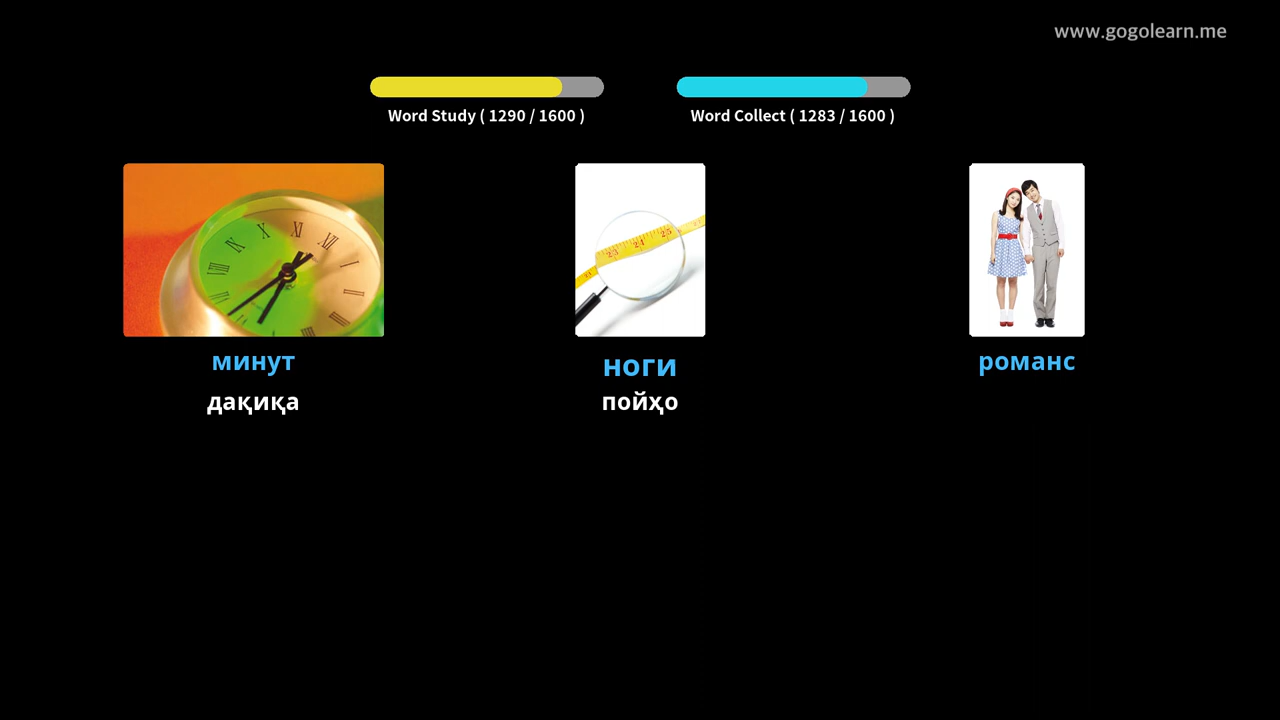 www.gogolearn.me
Word Study ( 1290 / 1600 )
Word Collect ( 1283 / 1600 )
минут
дақиқа
ноги
пойҳо
романс